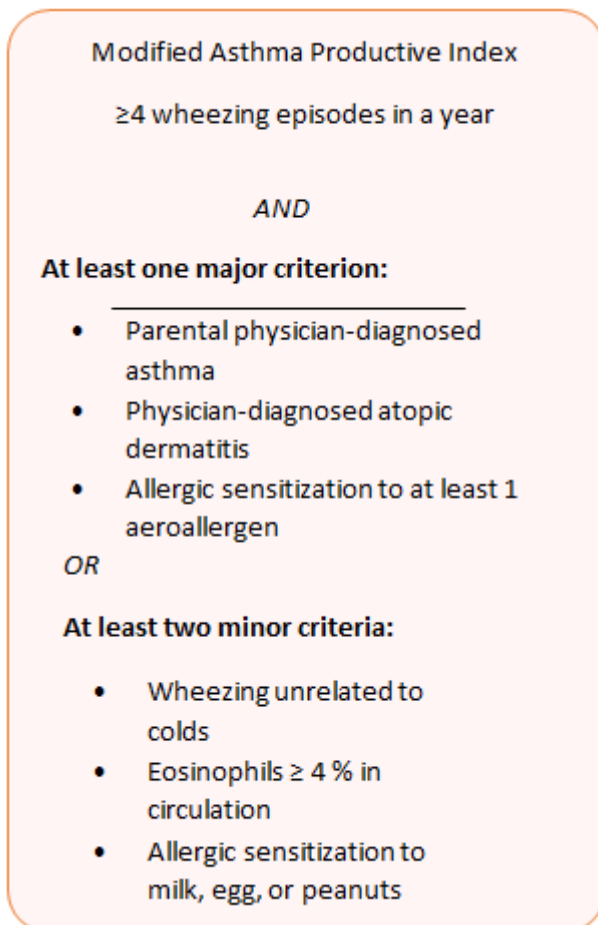 Modified Asthma Productive Index
≥4 wheezing episodes in a year
AND
At least one major criterion:
• Parental physician-diagnosed
asthma
• Physician-diagnosed atopic
dermatitis
• Allergic sensitization to at least 1
aeroallergen
OR
At least two minor criteria:
• Wheezing unrelated to
colds
• Eosinophils ≥ 4 % in
circulation
• Allergic sensitization to
milk, egg, or peanuts